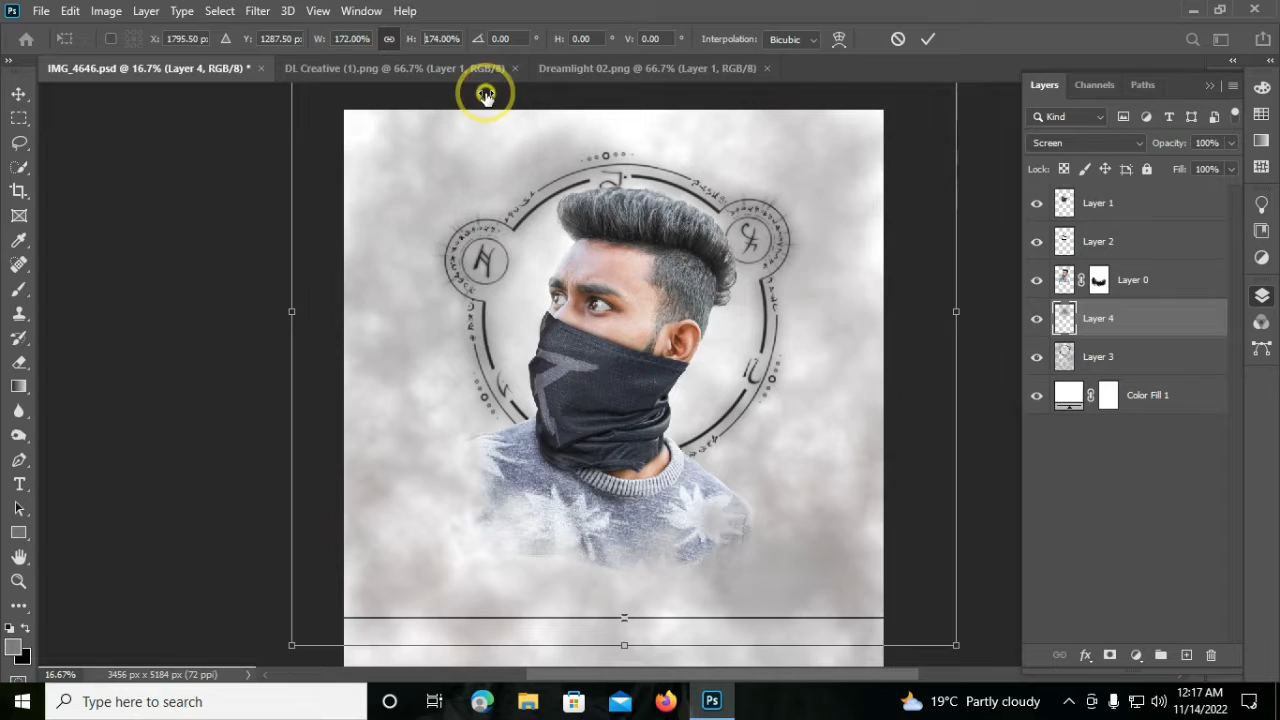 Ps File Edit Image Layer Type Select Filter 3D View Window Help
X: 1795.50 px Y: 1287.50 px W: 172.00% H: 174.00% 0.00 ° H: 0.00 ° V: 0.00 ° Interpolation: Bicubic
IMG_4646.psd @ 16.7% (Layer 4, RGB/8) * × DL Creative (1).png @ 66.7% (Layer 1, RGB/8) × Dreamlight 02.png @ 66.7% (Layer 1, RGB/8) ×
Layers Channels Paths
Kind
Screen Opacity: 100%
Lock: Fill: 100%
Layer 1
Layer 2
Layer 0
Layer 4
Layer 3
Color Fill 1
fx
16.67% 3456 px x 5184 px (72 ppi)
Type here to search
Ps
19°C Partly cloudy
12:17 AM
11/14/2022